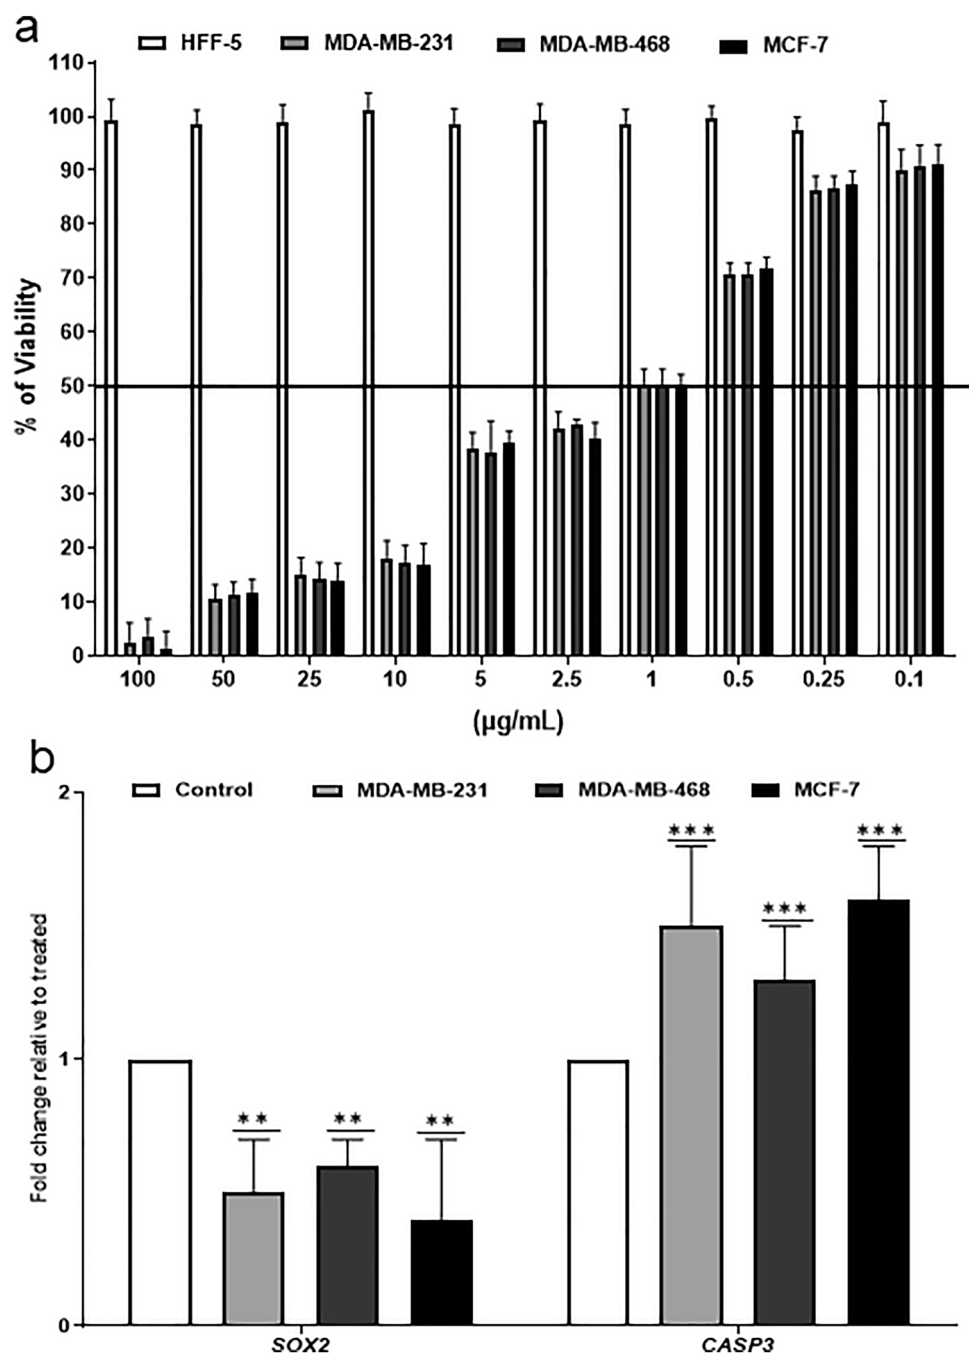 a
HFF-5 MDA-MB-231 MDA-MB-468 MCF-7
110
100
90
80
70
60
50
40
30
20
10
0
% of Viability
100 50 25 10 5 2.5 1 0.5 0.25 0.1
(µg/mL)
b
Control MDA-MB-231 MDA-MB-468 MCF-7
2
1
0
Fold change relative to treated
** ** ** *** *** ***
SOX2 CASP3